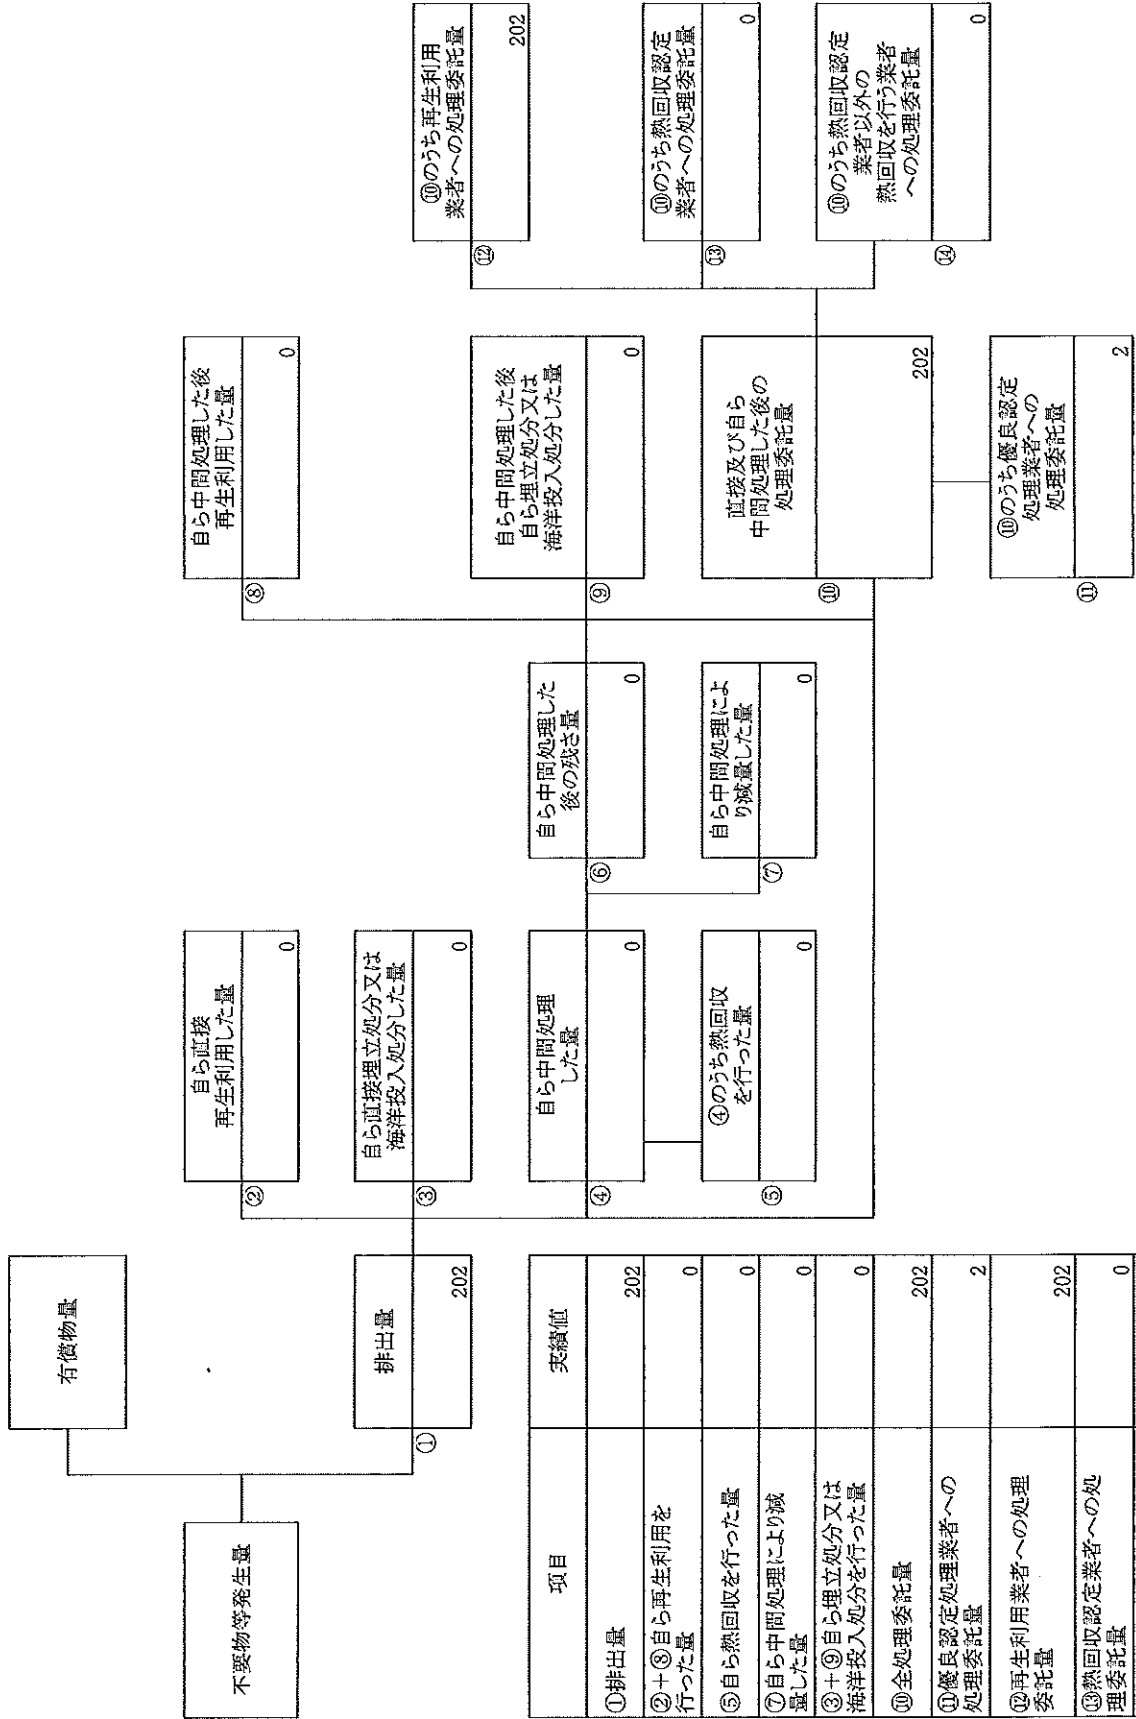 不要物等発生量
有償物量
①
排出量
202
②
自ら直接
再生利用した量
0
③
自ら直接埋立処分又は
海洋投入処分した量
0
④
自ら中間処理
した量
0
⑤
④のうち熱回収
を行った量
0
⑥
自ら中間処理した
後の残さ量
0
⑦
自ら中間処理によ
り減量した量
0
⑧
自ら中間処理した後
再生利用した量
0
⑨
自ら中間処理した後
自ら埋立処分又は
海洋投入処分した量
0
⑩
直接及び自ら
中間処理した後の
処理委託量
202
⑪
⑩のうち優良認定
処理業者への
処理委託量
2
⑫
⑩のうち再生利用
業者への処理委託量
202
⑬
⑩のうち熱回収認定
業者への処理委託量
0
⑭
⑩のうち熱回収認定
業者以外の
熱回収を行う業者
への処理委託量
0
項目 実績値
①排出量 202
②+⑧自ら再生利用を
行った量 0
⑤自ら熱回収を行った量 0
⑦自ら中間処理により減
量した量 0
③+⑨自ら埋立処分又は
海洋投入処分を行った量 0
⑩全処理委託量 202
⑪優良認定処理業者への
処理委託量 2
⑫再生利用業者への処理
委託量 202
⑬熱回収認定業者への処
理委託量 0